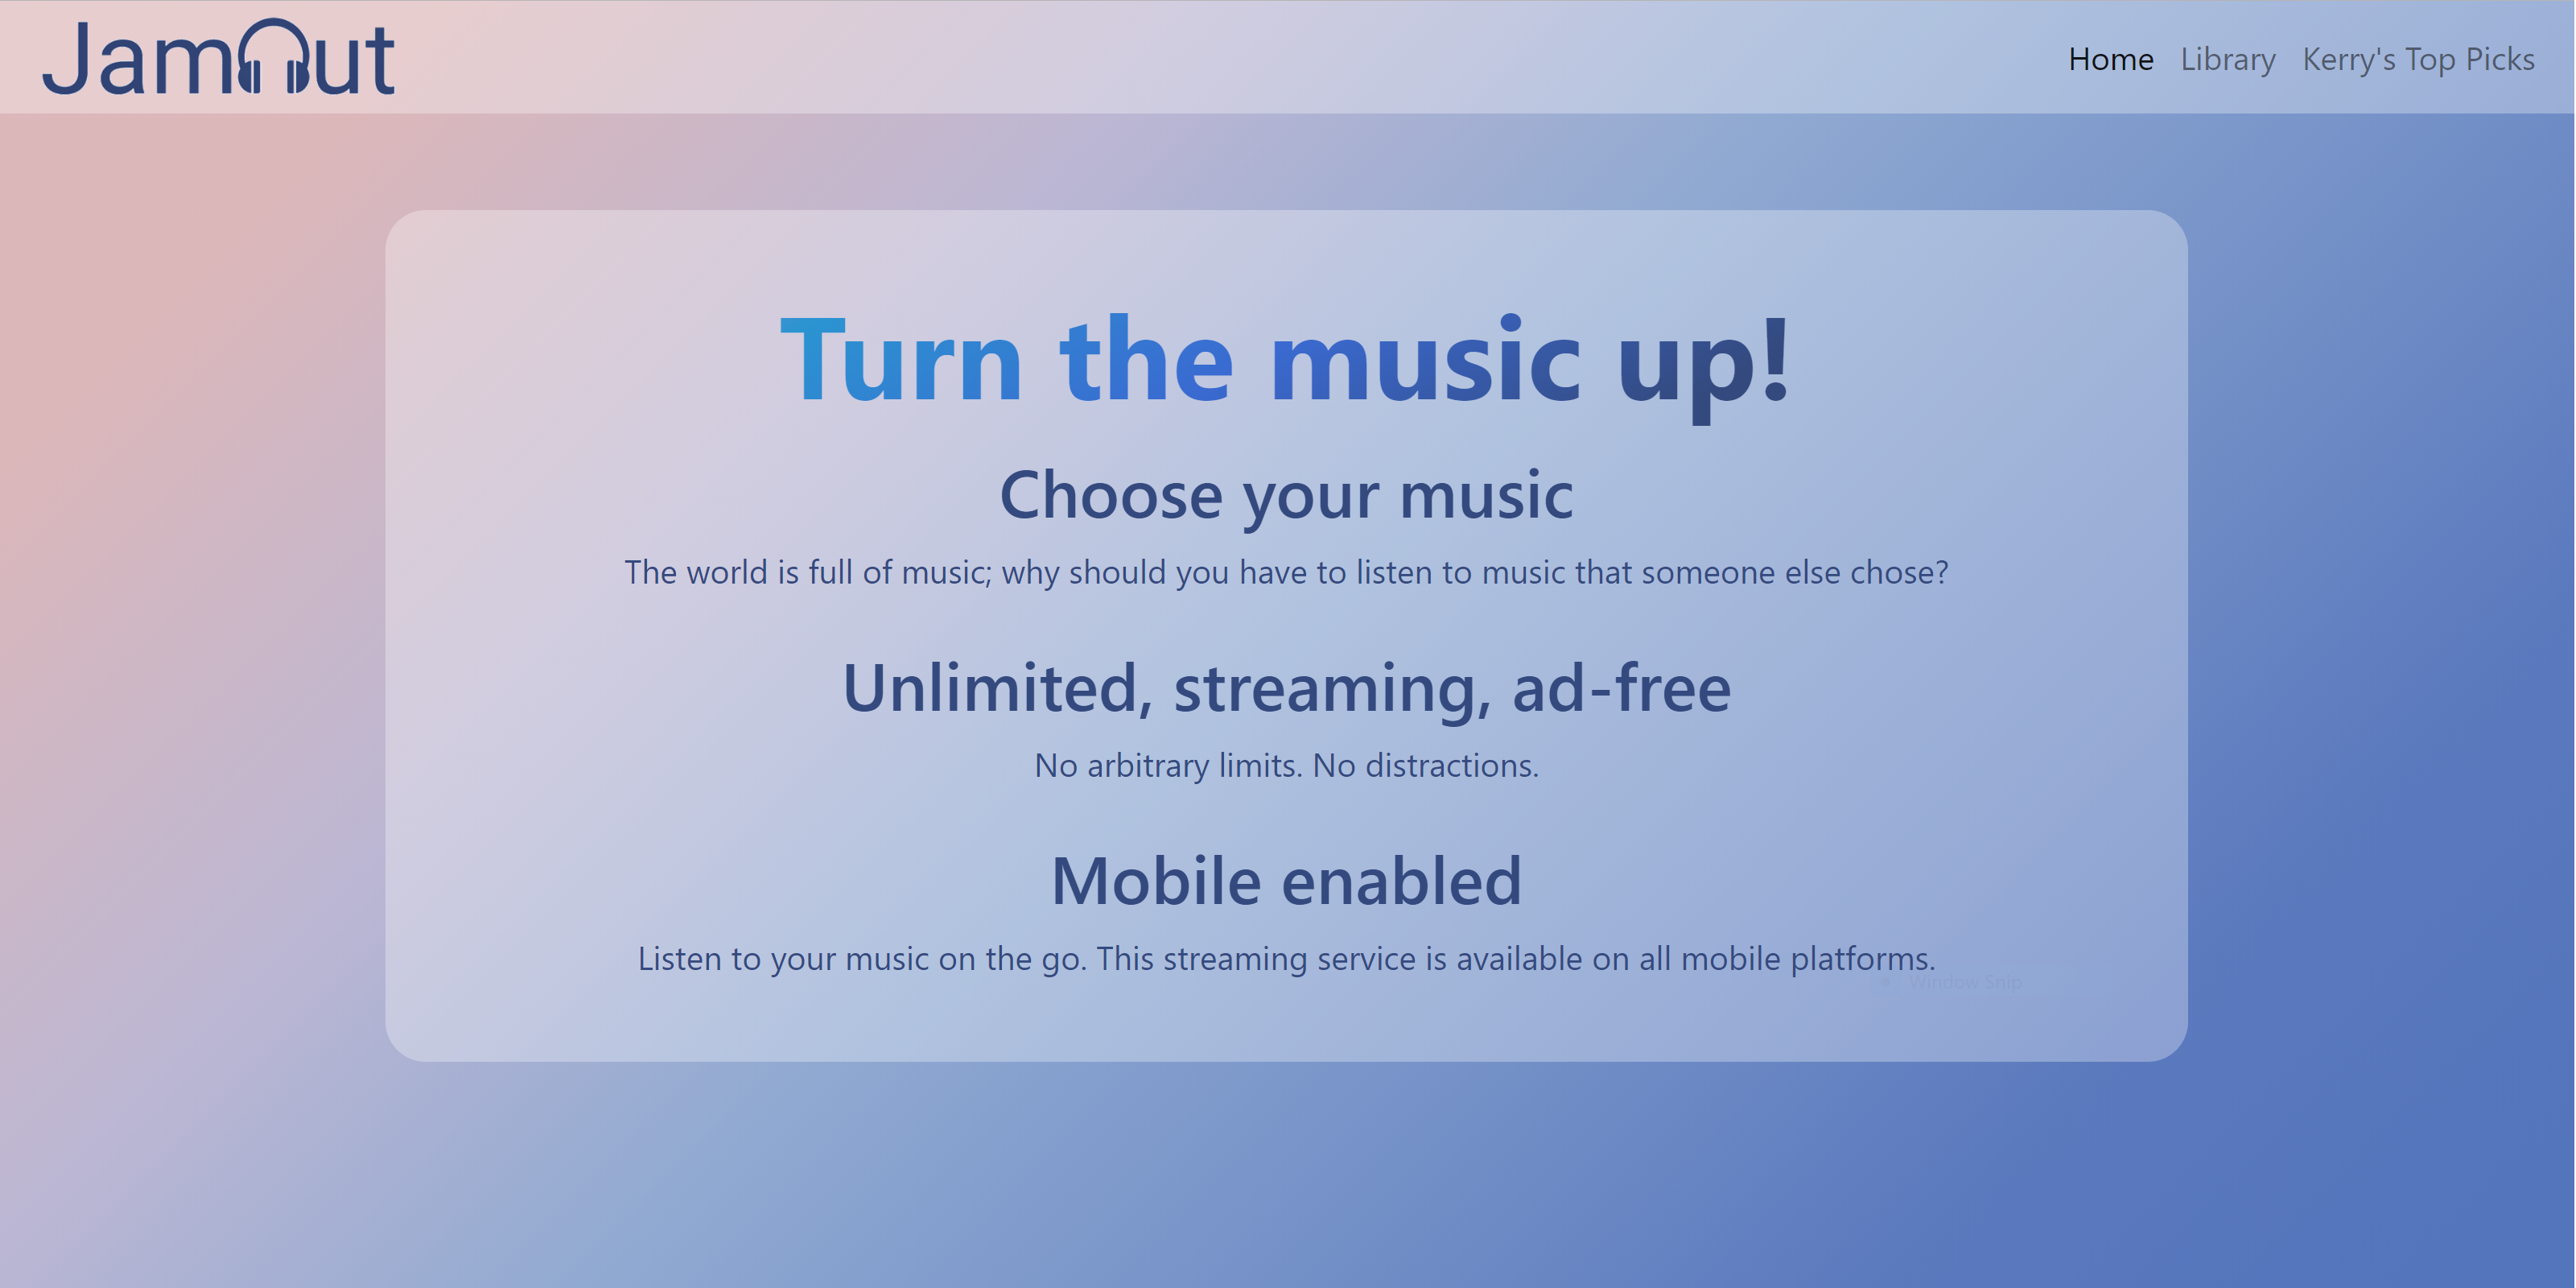 JamOut
Home Library Kerry's Top Picks
Turn the music up!
Choose your music
The world is full of music; why should you have to listen to music that someone else chose?
Unlimited, streaming, ad-free
No arbitrary limits. No distractions.
Mobile enabled
Listen to your music on the go. This streaming service is available on all mobile platforms.
Window Snip